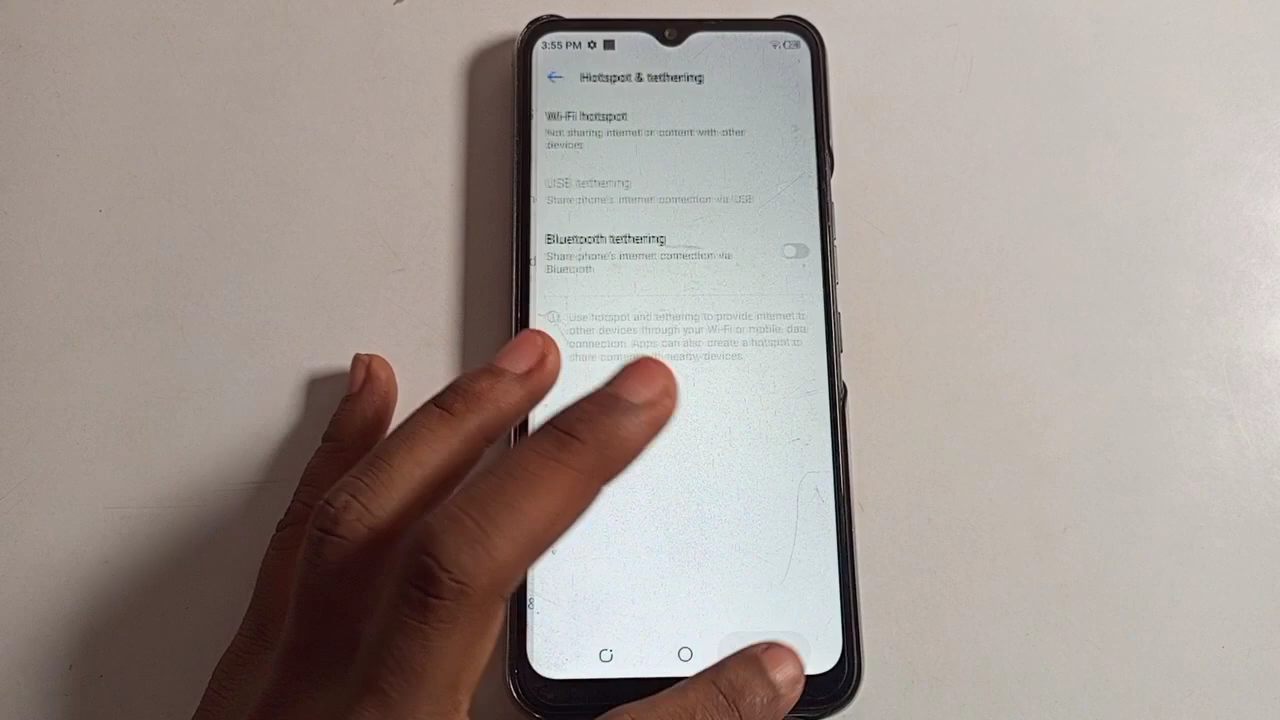 3:55 PM
Hotspot & tethering
Wi-Fi hotspot
Not sharing internet or content with other
devices
USB tethering
Share phone's internet connection via USB
Bluetooth tethering
Share phone's internet connection via
Bluetooth
Use hotspot and tethering to provide internet to
other devices through your Wi-Fi or mobile data
connection. Apps can also create a hotspot to
share nearby devices.